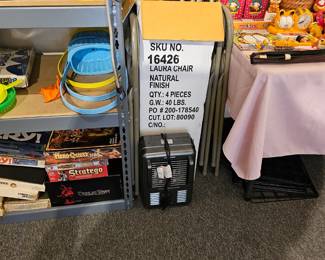 SKU NO.
16426
LAURA CHAIR
NATURAL
FINISH
QTY: 4 PIECES
G.W.: 40 LBS.
PO # 200-178540
CUT. LOT: 80090
C/NO.:
HeroQuest
Stratego